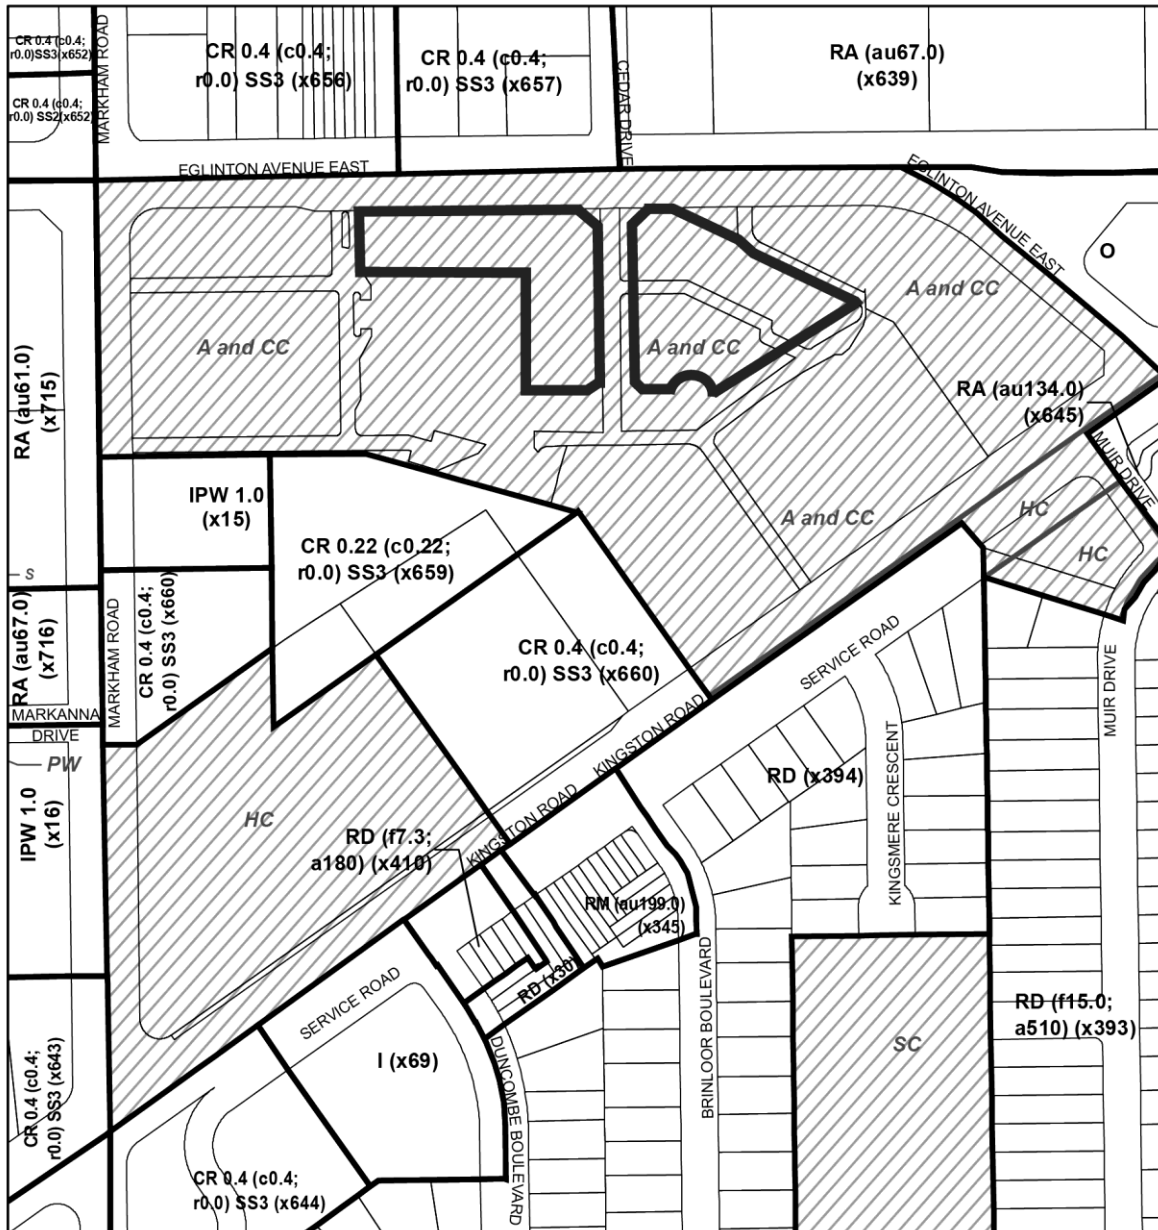 CR 0.4 (c0.4;
r0.0)SS3(x652)
CR 0.4 (c0.4;
r0.0) SS2(x652)
MARKHAM ROAD
CR 0.4 (c0.4;
r0.0) SS3 (x656)
CR 0.4 (c0.4;
r0.0) SS3 (x657)
CEDAR DRIVE
RA (au67.0)
(x639)
EGLINTON AVENUE EAST
EGLINTON AVENUE EAST
O
A and CC
A and CC
A and CC
RA (au61.0)
(x715)
RA (au134.0)
(x645)
MUIR DRIVE
IPW 1.0
(x15)
HC
A and CC
HC
CR 0.22 (c0.22;
r0.0) SS3 (x659)
S
RA (au67.0)
(x716)
MARKHAM ROAD
CR 0.4 (c0.4;
r0.0) SS3 (x660)
CR 0.4 (c0.4;
r0.0) SS3 (x660)
SERVICE ROAD
MUIR DRIVE
MARKANNA
DRIVE
KINGSTON ROAD
PW
RD (x394)
KINGSMERE CRESCENT
IPW 1.0
(x16)
HC
KINGSTON ROAD
RD (f7.3;
a180) (x410)
RM (au199.0)
(x345)
RD (x30)
SERVICE ROAD
BRINLOOR BOULEVARD
RD (f15.0;
a510) (x393)
SC
I (x69)
DUNCOMBE BOULEVARD
CR 0.4 (c0.4;
r0.0) SS3 (x643)
CR 0.4 (c0.4;
r0.0) SS3 (x644)